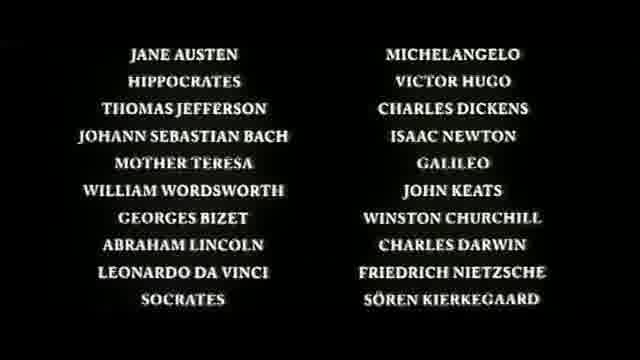 JANE AUSTEN
HIPPOCRATES
THOMAS JEFFERSON
JOHANN SEBASTIAN BACH
MOTHER TERESA
WILLIAM WORDSWORTH
GEORGES BIZET
ABRAHAM LINCOLN
LEONARDO DA VINCI
SOCRATES
MICHELANGELO
VICTOR HUGO
CHARLES DICKENS
ISAAC NEWTON
GALILEO
JOHN KEATS
WINSTON CHURCHILL
CHARLES DARWIN
FRIEDRICH NIETZSCHE
SÖREN KIERKEGAARD